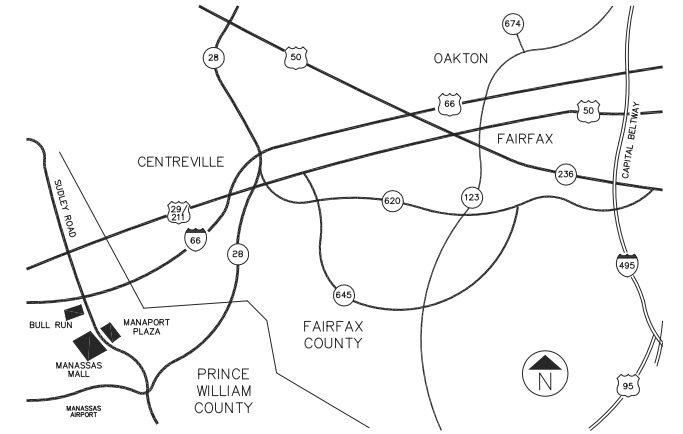 674
28
50
OAKTON
66
50
FAIRFAX
CAPITAL BELTWAY
CENTREVILLE
236
SUDLEY ROAD
29/
211
620
123
66
28
495
645
BULL RUN
MANAPORT
PLAZA
FAIRFAX
COUNTY
MANASSAS
MALL
PRINCE
WILLIAM
COUNTY
N
95
MANASSAS
AIRPORT